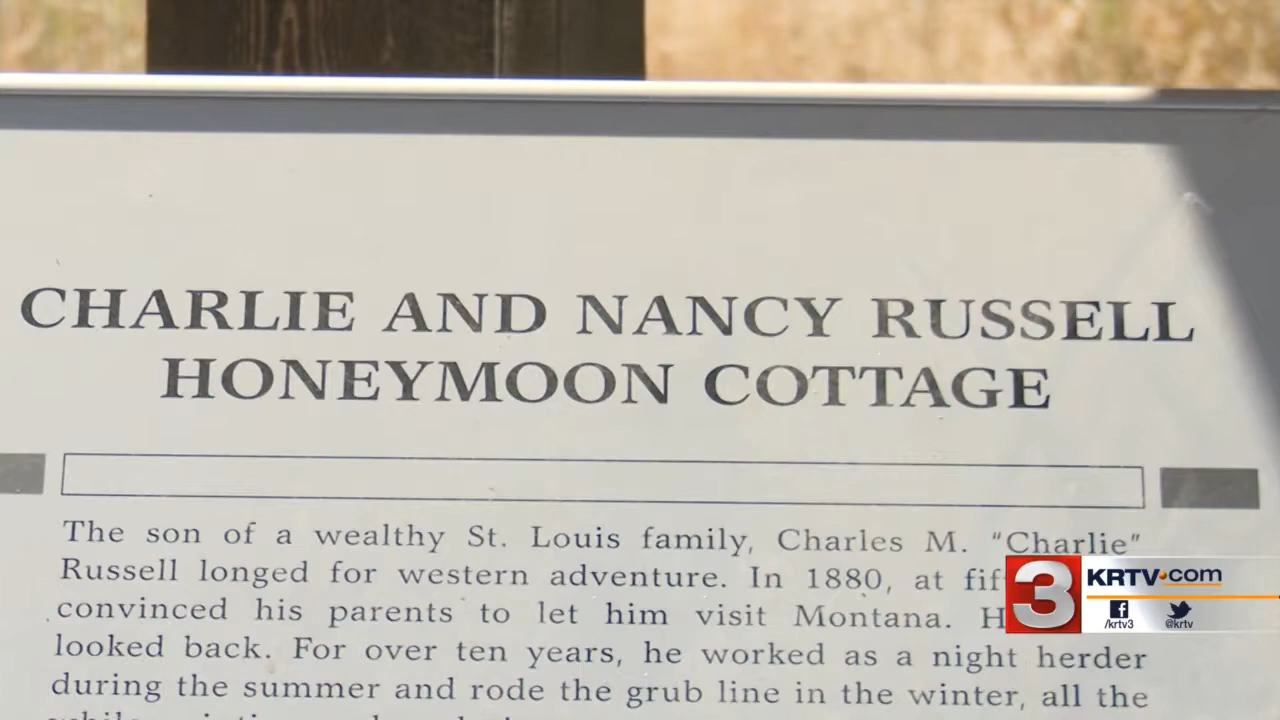 CHARLIE AND NANCY RUSSELL
HONEYMOON COTTAGE
The son of a wealthy St. Louis family, Charles M. “Charlie”
Russell longed for western adventure. In 1880, at fif
convinced his parents to let him visit Montana. H
looked back. For over ten years, he worked as a night herder
during the summer and rode the grub line in the winter, all the
3 KRTV.com
/krtv3 @krtv